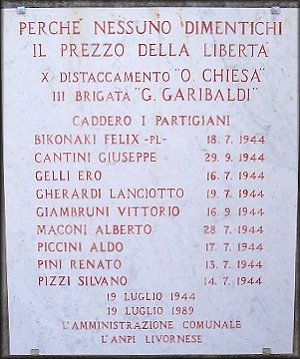 PERCHÉ NESSUNO DIMENTICHI
IL PREZZO DELLA LIBERTÁ
X DISTACCAMENTO "O. CHIESA"
III BRIGATA "G. GARIBALDI"
CADDERO I PARTIGIANI
BIKONAKI FELIX -PL- 18. 7. 1944
CANTINI GIUSEPPE 29. 9. 1944
GELLI ERO 16. 7. 1944
GHERARDI LANCIOTTO 19. 7. 1944
GIAMBRUNI VITTORIO 16. 9. 1944
MACONI ALBERTO 28. 7. 1944
PICCINI ALDO 17. 7. 1944
PINI RENATO 13. 7. 1944
PIZZI SILVANO 14. 7. 1944
19 LUGLIO 1944
19 LUGLIO 1989
L'AMMINISTRAZIONE COMUNALE
L'ANPI LIVORNESE